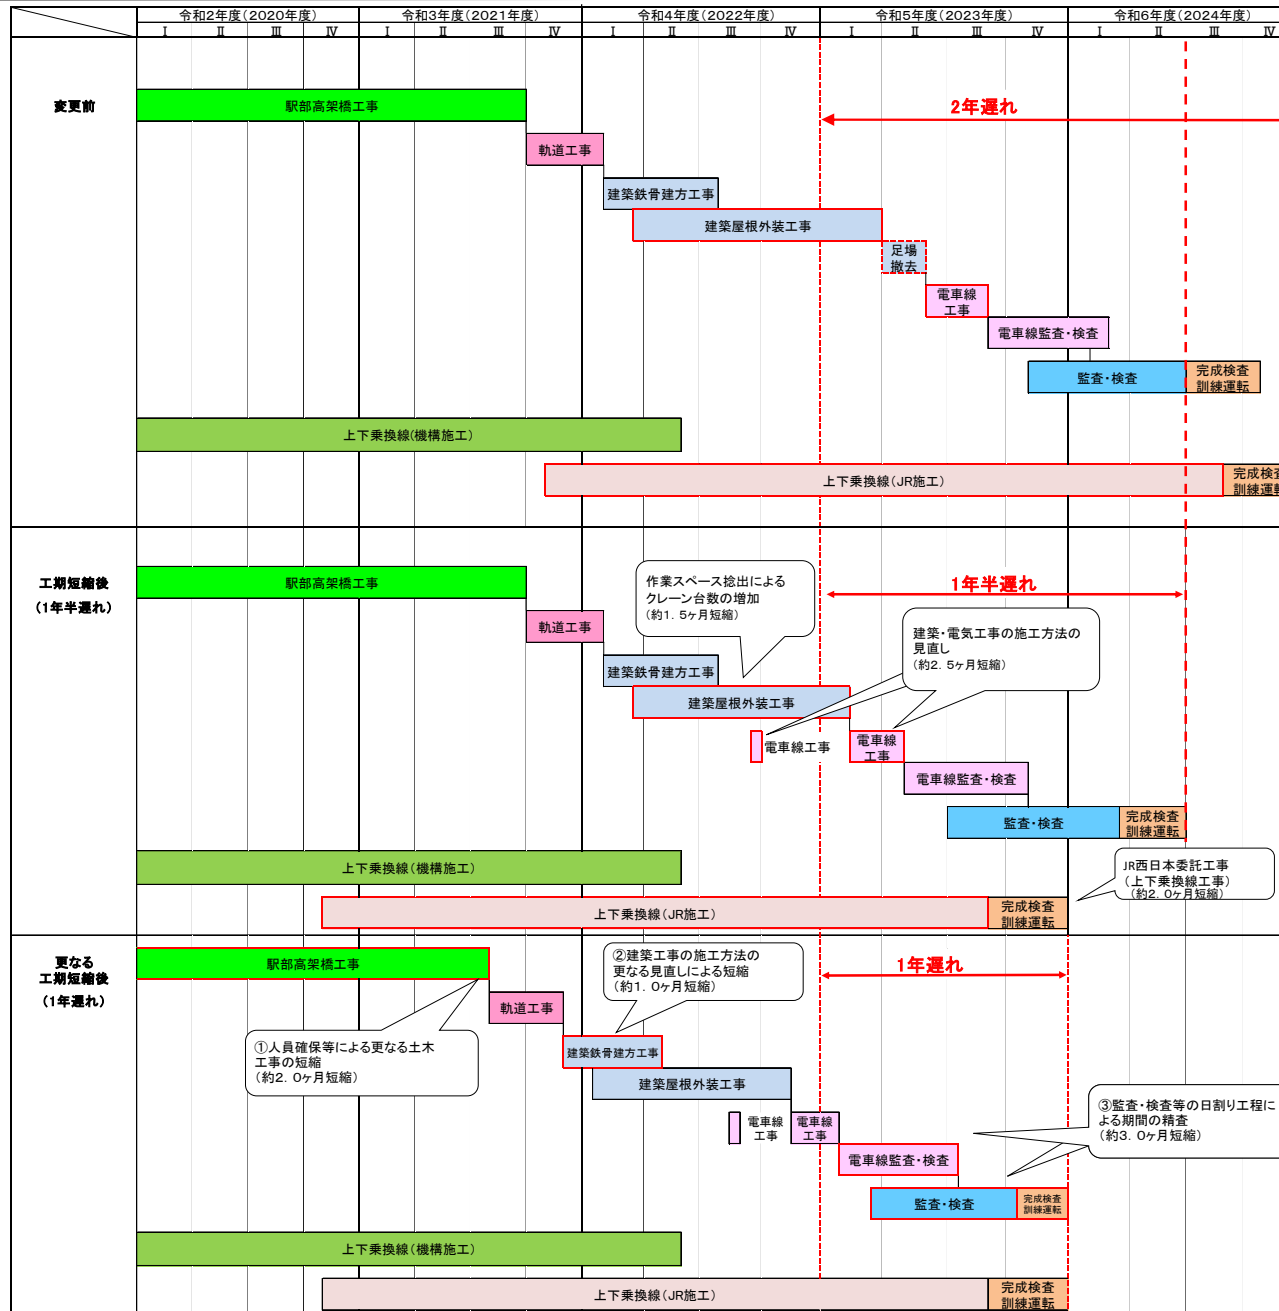 令和2年度(2020年度)
令和3年度(2021年度)
令和4年度(2022年度)
令和5年度(2023年度)
令和6年度(2024年度)
Ⅰ Ⅱ Ⅲ Ⅳ Ⅰ Ⅱ Ⅲ Ⅳ Ⅰ Ⅱ Ⅲ Ⅳ Ⅰ Ⅱ Ⅲ Ⅳ Ⅰ Ⅱ Ⅲ Ⅳ
変更前
駅部高架橋工事
2年遅れ
軌道工事
建築鉄骨建方工事
建築屋根外装工事
足場
撤去
電車線
工事
電車線監査・検査
監査・検査
完成検査
訓練運転
上下乗換線(機構施工)
上下乗換線(JR施工)
完成検査
訓練運転
工期短縮後
(1年半遅れ)
駅部高架橋工事
作業スペース捻出による
クレーン台数の増加
(約1.5ヶ月短縮)
1年半遅れ
軌道工事
建築・電気工事の施工方法の
見直し
(約2.5ヶ月短縮)
建築鉄骨建方工事
建築屋根外装工事
電車線工事
電車線
工事
電車線監査・検査
監査・検査
完成検査
訓練運転
上下乗換線(機構施工)
JR西日本委託工事
(上下乗換線工事)
(約2.0ヶ月短縮)
上下乗換線(JR施工)
完成検査
訓練運転
更なる
工期短縮後
(1年遅れ)
駅部高架橋工事
②建築工事の施工方法の
更なる見直しによる短縮
(約1.0ヶ月短縮)
1年遅れ
軌道工事
①人員確保等による更なる土木
工事の短縮
(約2.0ヶ月短縮)
建築鉄骨建方工事
建築屋根外装工事
電車線
工事
電車線
工事
③監査・検査等の日割り工程に
よる期間の精査
(約3.0ヶ月短縮)
電車線監査・検査
監査・検査
完成検査
訓練運転
上下乗換線(機構施工)
上下乗換線(JR施工)
完成検査
訓練運転